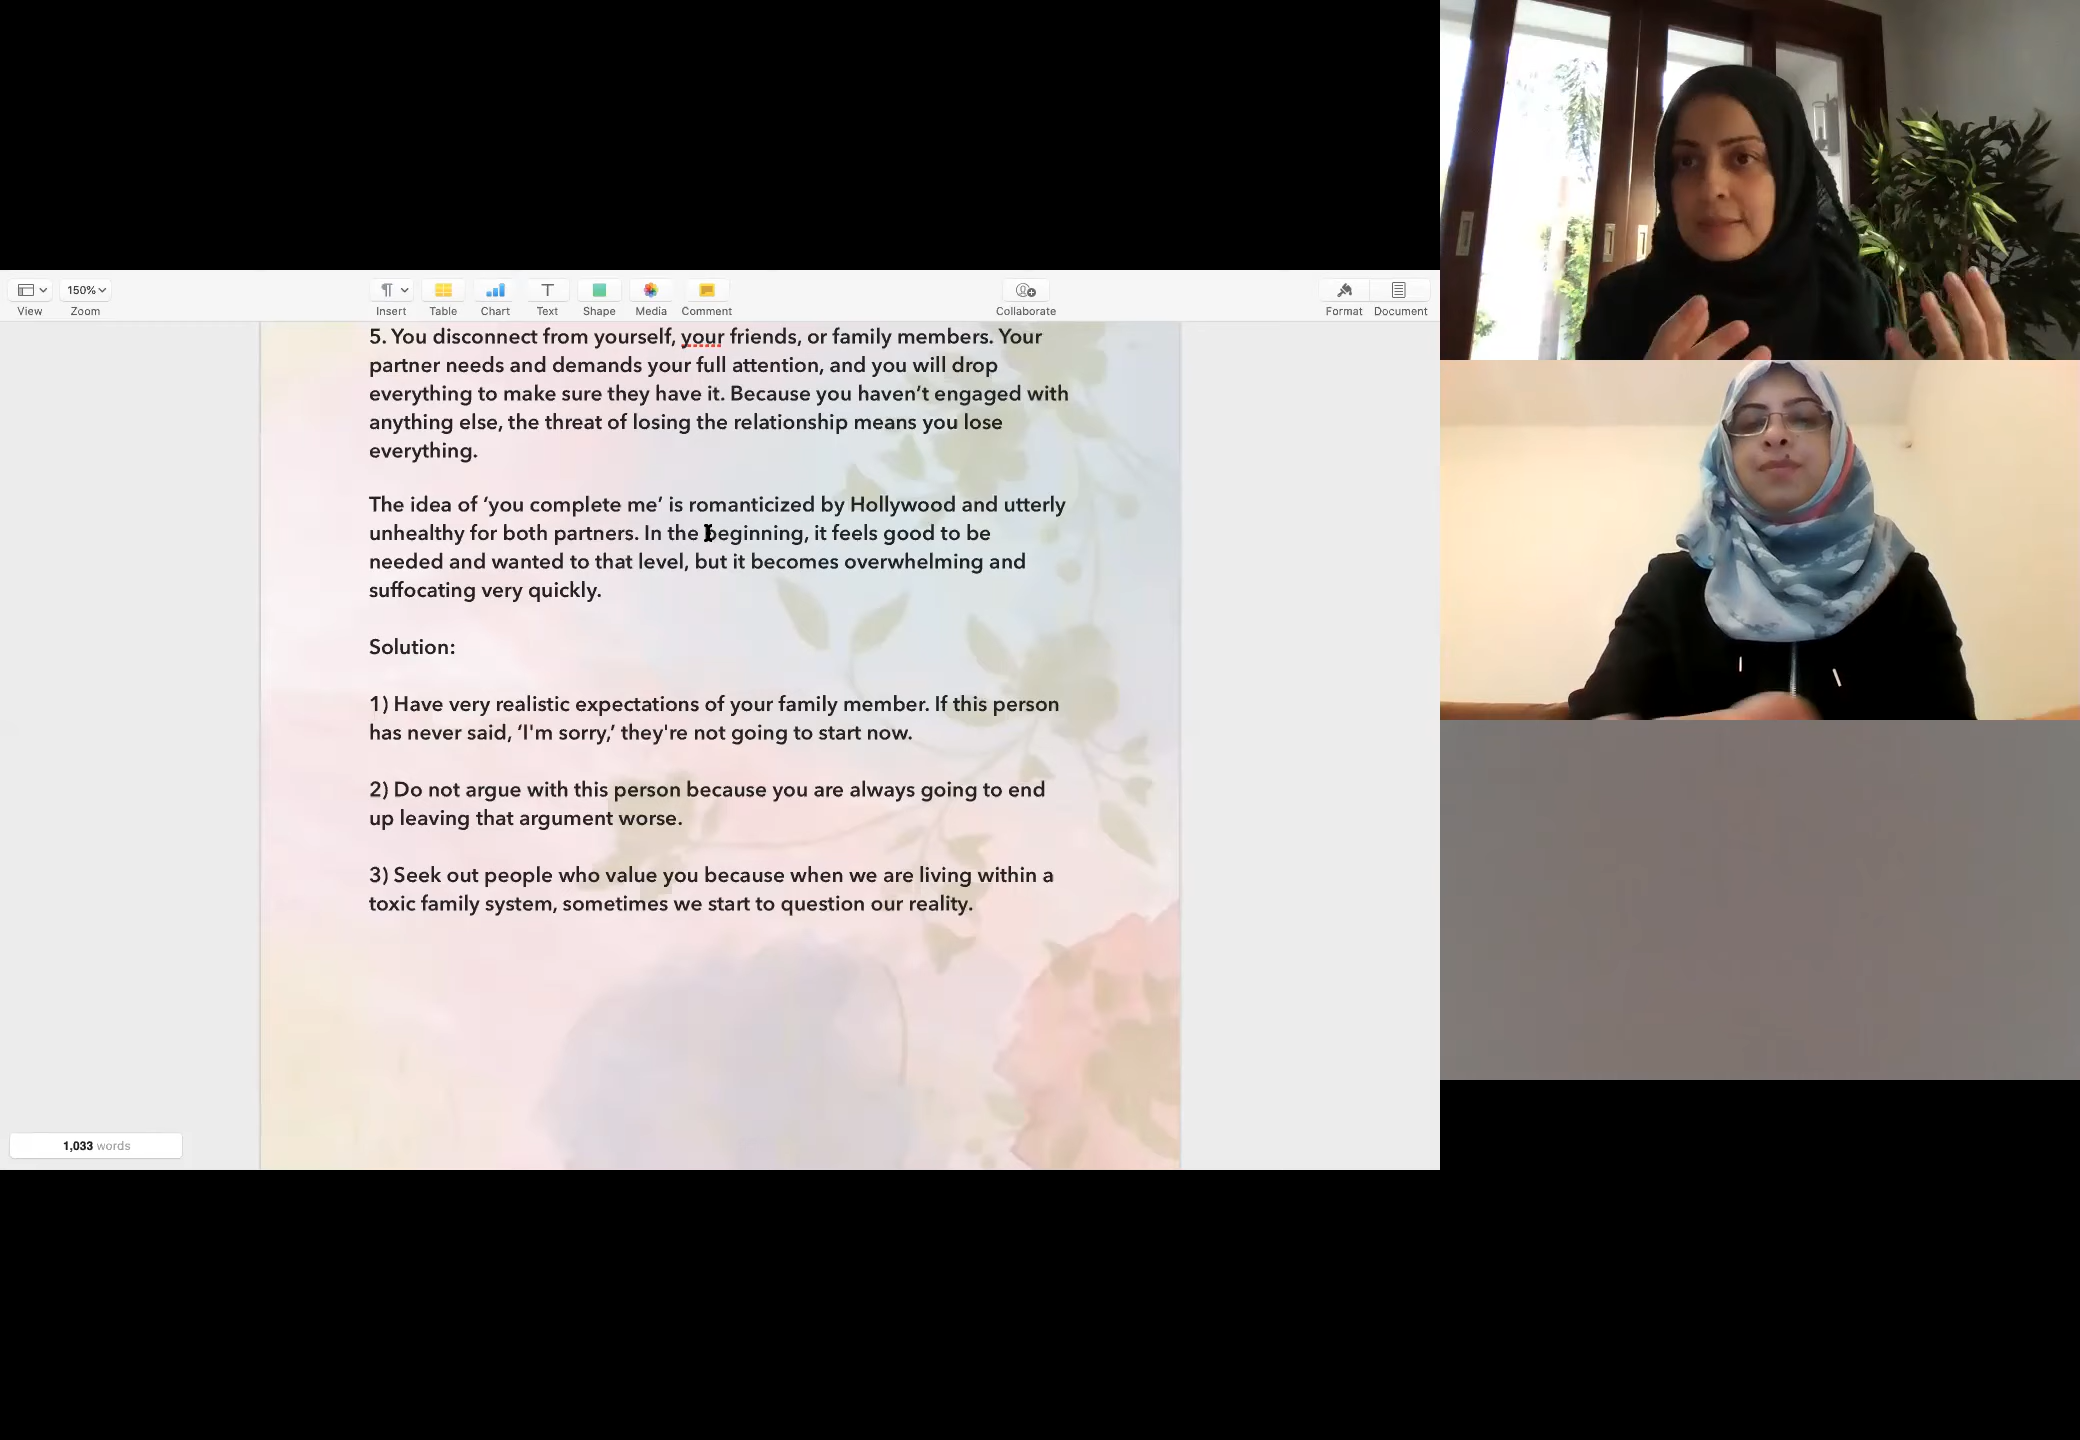 150%
View
Zoom
Insert
Table
Chart
Text
Shape
Media
Comment
Collaborate
Format
Document
5. You disconnect from yourself, your friends, or family members. Your
partner needs and demands your full attention, and you will drop
everything to make sure they have it. Because you haven’t engaged with
anything else, the threat of losing the relationship means you lose
everything.
The idea of ‘you complete me’ is romanticized by Hollywood and utterly
unhealthy for both partners. In the beginning, it feels good to be
needed and wanted to that level, but it becomes overwhelming and
suffocating very quickly.
Solution:
1) Have very realistic expectations of your family member. If this person
has never said, ‘I'm sorry,’ they're not going to start now.
2) Do not argue with this person because you are always going to end
up leaving that argument worse.
3) Seek out people who value you because when we are living within a
toxic family system, sometimes we start to question our reality.
1,033 words